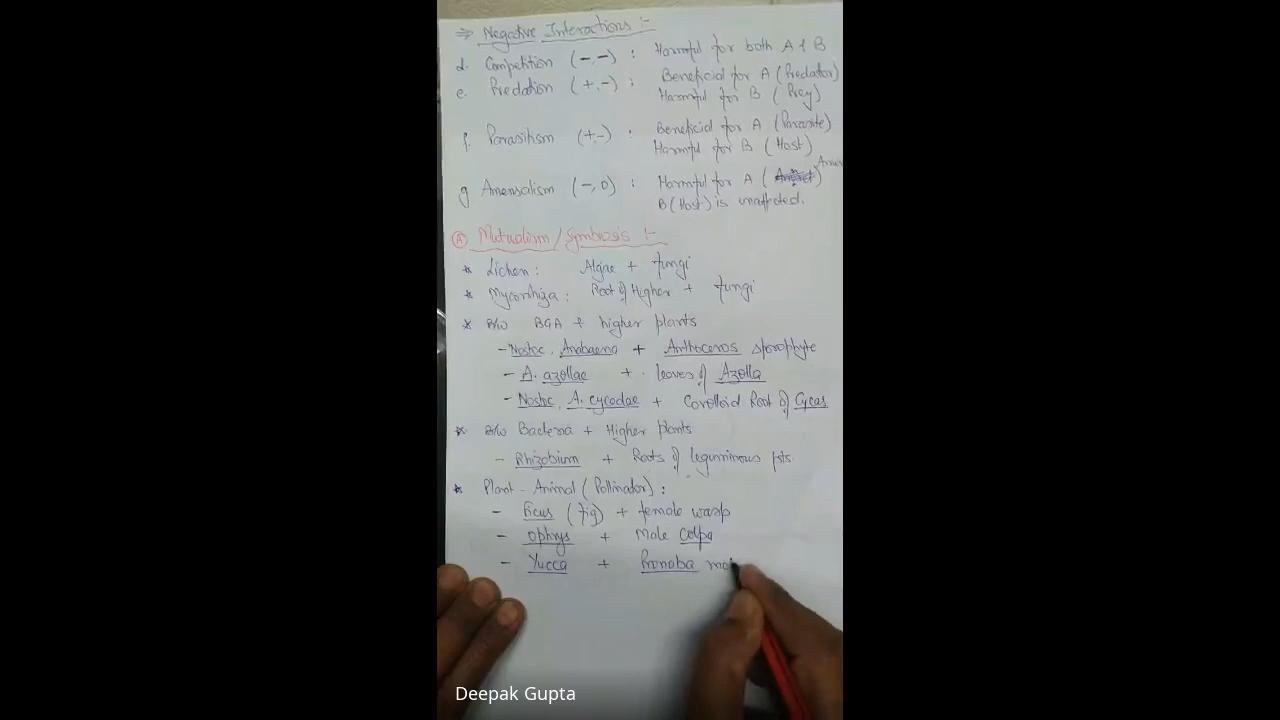 ⇒ Negative Interactions :-
d. Competition (-,-) : Harmful for both A & B
e. Predation (+,-) : Beneficial for A (Predator)
Harmful for B (Prey)
f. Parasitism (+,-) : Beneficial for A (Parasite)
Harmful for B (Host)
g Amensalism (-,0) : Harmful for A (
B (Host) is unaffected.
(A) Mutualism / Symbiosis :-
* Lichen : Algae + fungi
* Mycorrhiza : Root of Higher + fungi
* B/w BGA + higher plants
- Nostoc, Anabaena + Anthoceros sporophyte
- A. azollae + leaves of Azolla
- Nostoc, A. cycadae + Coralloid Root of Cycas
* B/w Bacteria + Higher plants
- Rhizobium + Roots of leguminous pts.
* Plant - Animal (Pollinator) :
- Ficus (fig) + female wasp
- Ophrys + Male Colpa
- Yucca + Pronoba mo
Deepak Gupta